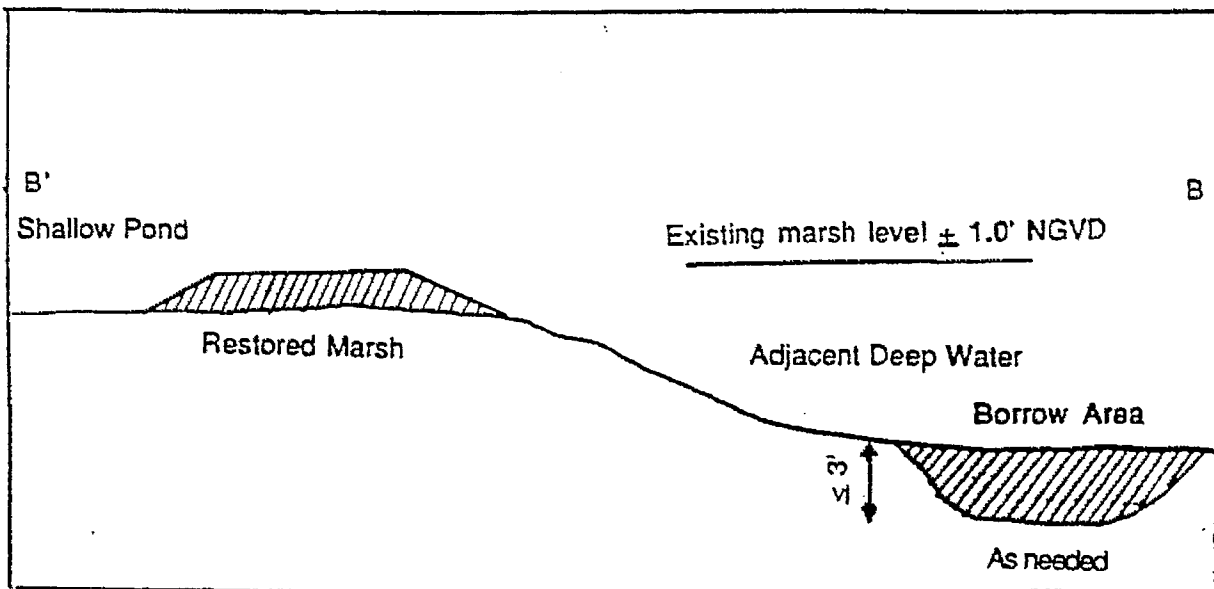 B'
B
Shallow Pond
Existing marsh level ± 1.0' NGVD
Restored Marsh
Adjacent Deep Water
Borrow Area
≤ 3'
As needed